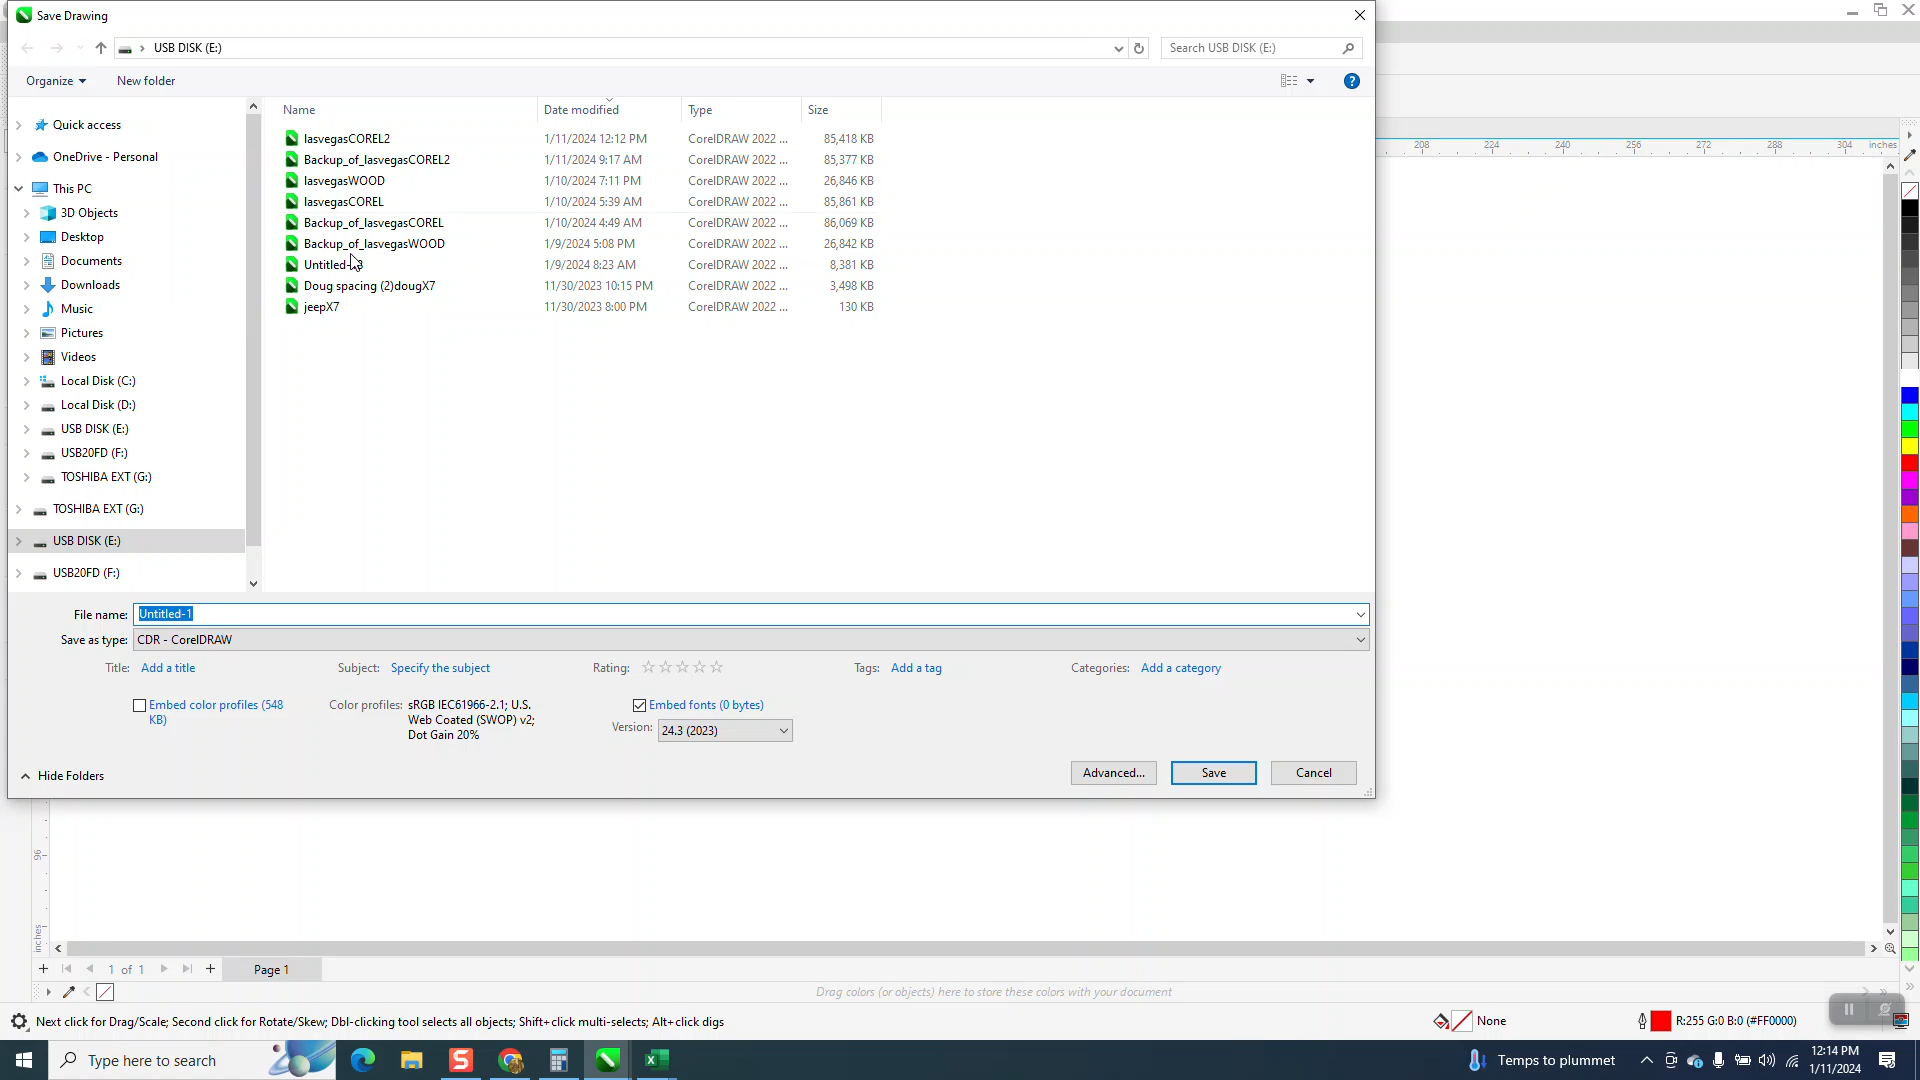 Save Drawing
USB DISK (E:)
Search USB DISK (E:)
Organize
New folder
Name
Date modified
Type
Size
Quick access
OneDrive - Personal
This PC
3D Objects
Desktop
Documents
Downloads
Music
Pictures
Videos
Local Disk (C:)
Local Disk (D:)
USB DISK (E:)
USB20FD (F:)
TOSHIBA EXT (G:)
TOSHIBA EXT (G:)
USB DISK (E:)
USB20FD (F:)
lasvegasCOREL2 1/11/2024 12:12 PM CorelDRAW 2022 ... 85,418 KB
Backup_of_lasvegasCOREL2 1/11/2024 9:17 AM CorelDRAW 2022 ... 85,377 KB
lasvegasWOOD 1/10/2024 7:11 PM CorelDRAW 2022 ... 26,846 KB
lasvegasCOREL 1/10/2024 5:39 AM CorelDRAW 2022 ... 85,861 KB
Backup_of_lasvegasCOREL 1/10/2024 4:49 AM CorelDRAW 2022 ... 86,069 KB
Backup_of_lasvegasWOOD 1/9/2024 5:08 PM CorelDRAW 2022 ... 26,842 KB
1/9/2024 8:23 AM CorelDRAW 2022 ... 8,381 KB
Doug spacing (2)dougX7 11/30/2023 10:15 PM CorelDRAW 2022 ... 3,498 KB
jeepX7 11/30/2023 8:00 PM CorelDRAW 2022 ... 130 KB
File name: Untitled-1
Save as type: CDR - CorelDRAW
Title: Add a title
Subject: Specify the subject
Rating:
Tags: Add a tag
Categories: Add a category
Embed color profiles (548 KB)
Color profiles: sRGB IEC61966-2.1; U.S.
Web Coated (SWOP) v2;
Dot Gain 20%
Embed fonts (0 bytes)
Version: 24.3 (2023)
Hide Folders
Advanced...
Save
Cancel
208 224 240 256 272 288 304 inches
96
inches
1 of 1
Page 1
Drag colors (or objects) here to store these colors with your document
Next click for Drag/Scale; Second click for Rotate/Skew; Dbl-clicking tool selects all objects; Shift+click multi-selects; Alt+click digs
None
R:255 G:0 B:0 (#FF0000)
Type here to search
Temps to plummet
12:14 PM
1/11/2024